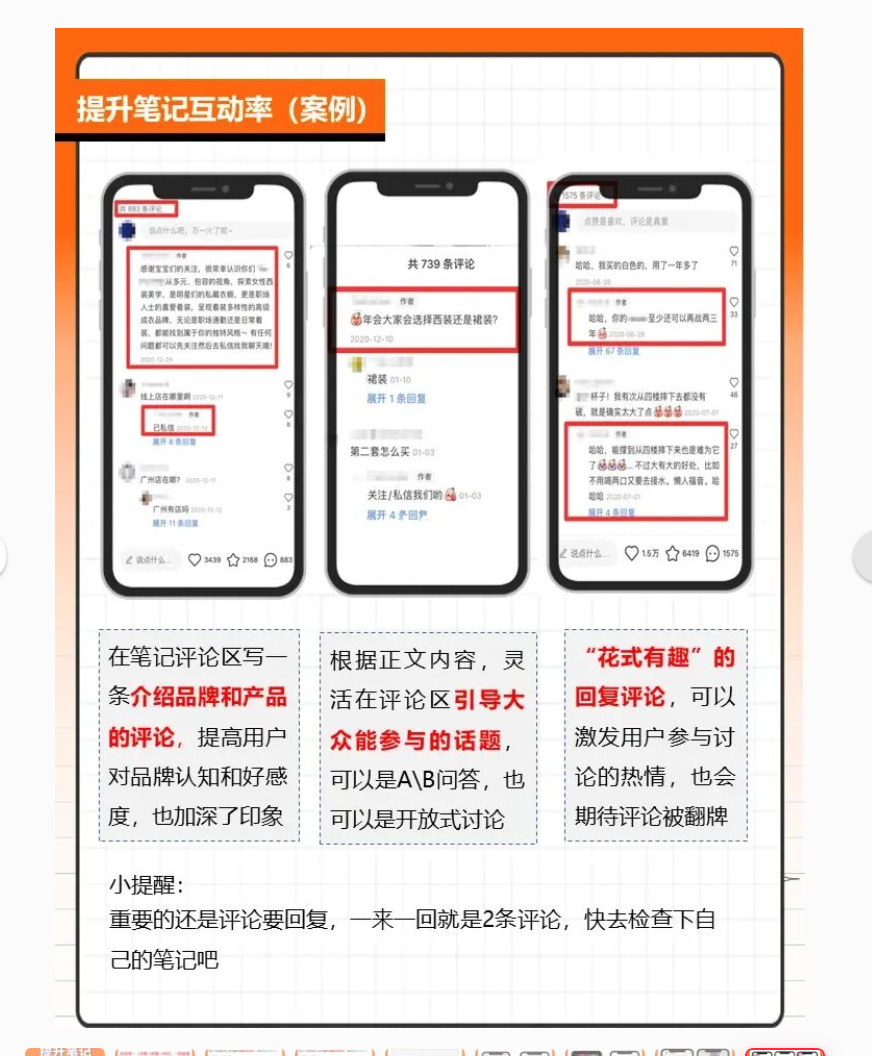 提升笔记互动率（案例）
共 883 条评论
说点什么吧，万一火了呢~
作者
感谢宝宝们的关注，很荣幸认识你们
从多元、包容的视角，探索女性西
装美学，是明星们的私藏衣橱，更是职场
人士的喜爱着装，呈现着装多样性的高级
成衣品牌，无论是职场通勤还是日常着
装，都能找到属于你的独特风格~ 有任何
问题都可以先关注然后去私信找我聊天哦!
2020-12-29
6
线上店在哪里啊 2020-12-11
9
作者
已私信 2020-12-12
6
展开 8 条回复
广州店在哪? 2020-12-11
8
广州有店吗 2020-12-12
3
展开 11 条回复
说点什么...
3439
2168
883
共 739 条评论
作者
年会大家会选择西装还是裙装?
2020-12-10
裙装 01-10
展开 1 条回复
第二套怎么买 01-03
作者
关注/私信我们哟 01-03
展开 4 条回复
1575 条评论
点赞是喜欢，评论是真爱
哈哈，我买的白色的，用了一年多了
2020-06-28
71
作者
哈哈，你的 至少还可以再战两三
年 2020-06-28
33
展开 67 条回复
杯子！我有次从四楼摔下去都没有
破，就是确实太大了点 2020-07-01
46
作者
哈哈，能撑到从四楼摔下来也是难为它
了 ... 不过大有大的好处，比如
不用喝两口又要去接水。懒人福音。哈
哈哈 2020-07-01
27
展开 4 条回复
说点什么...
1.5万
6419
1575
在笔记评论区写一
条介绍品牌和产品
的评论，提高用户
对品牌认知和好感
度，也加深了印象
根据正文内容，灵
活在评论区引导大
众能参与的话题，
可以是A\B问答，也
可以是开放式讨论
“花式有趣”的
回复评论，可以
激发用户参与讨
论的热情，也会
期待评论被翻牌
小提醒：
重要的还是评论要回复，一来一回就是2条评论，快去检查下自
己的笔记吧